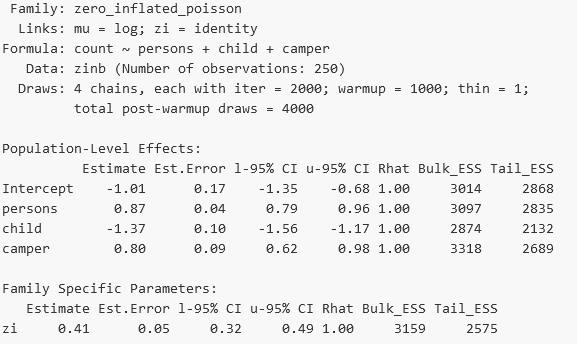 Family: zero_inflated_poisson
Links: mu = log; zi = identity
Formula: count ~ persons + child + camper
Data: zinb (Number of observations: 250)
Draws: 4 chains, each with iter = 2000; warmup = 1000; thin = 1;
total post-warmup draws = 4000
Population-Level Effects:
Estimate Est.Error l-95% CI u-95% CI Rhat Bulk_ESS Tail_ESS
Intercept -1.01 0.17 -1.35 -0.68 1.00 3014 2868
persons 0.87 0.04 0.79 0.96 1.00 3097 2835
child -1.37 0.10 -1.56 -1.17 1.00 2874 2132
camper 0.80 0.09 0.62 0.98 1.00 3318 2689
Family Specific Parameters:
Estimate Est.Error l-95% CI u-95% CI Rhat Bulk_ESS Tail_ESS
zi 0.41 0.05 0.32 0.49 1.00 3159 2575